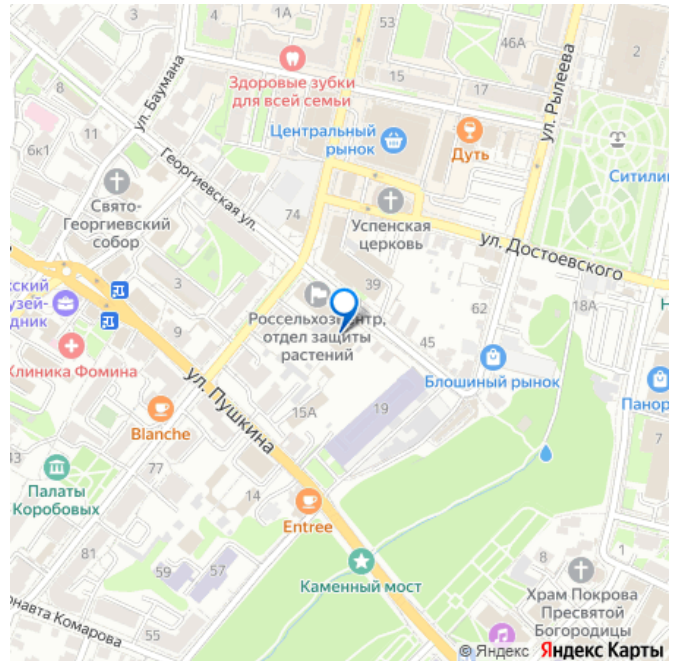 4
1А
53
46А
2
8
15
17
Здоровые зубки
для всей семьи
ул. Баумана
ул. Рылеева
11
6к1
Центральный
рынок
Дуть
Георгиевская ул.
Ситилин
Свято-
Георгиевский
собор
74
Успенская
церковь
ул. Достоевского
3
39
62
18А
Н
ский
узей-
дник
Россельхозцентр,
отдел защиты
растений
9
45
Клиника Фомина
Блошиный рынок
Панор
ул. Пушкина
15А
19
Blanche
7
43
77
Палаты
Коробовых
14
Entree
81
59
57
Каменный мост
8
1
Храм Покрова
Пресвятой
Богородицы
онавта Комарова
55
© Яндекс Яндекс Карты